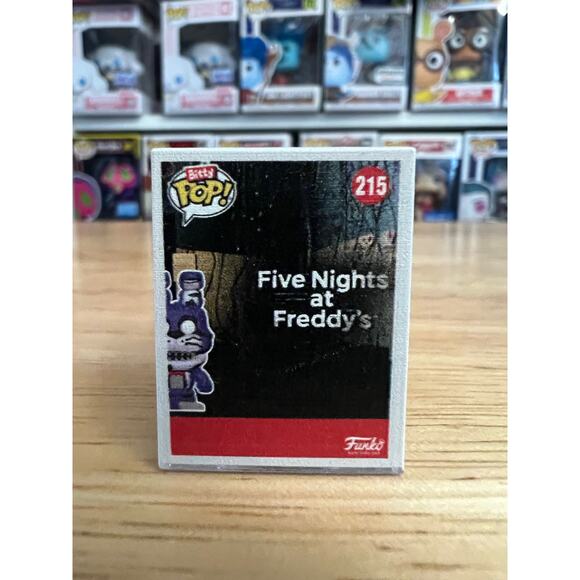 Bitty
POP!
215
Five Nights
at
Freddy's
Funko